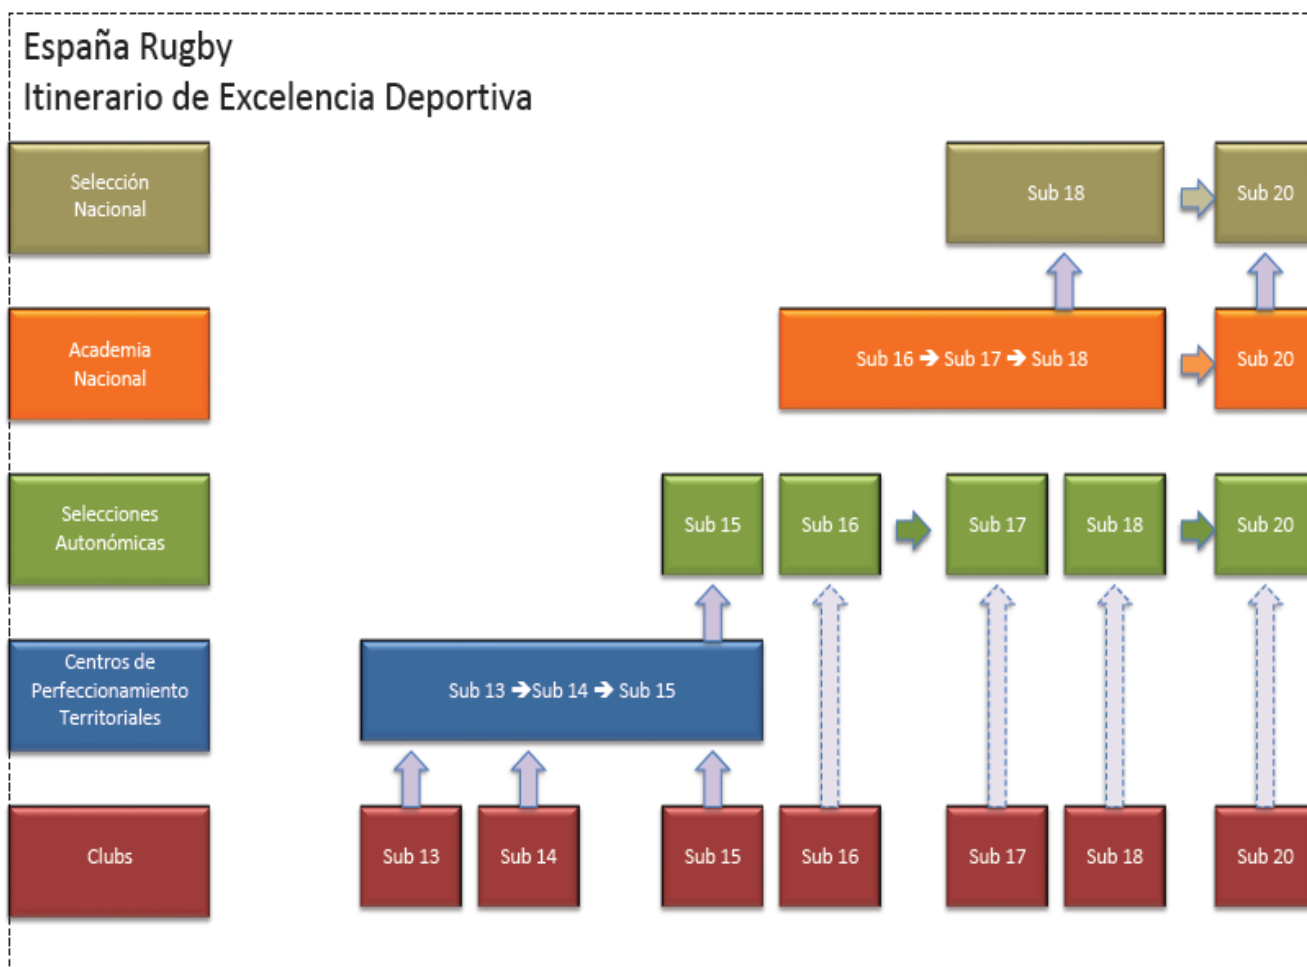 España Rugby
Itinerario de Excelencia Deportiva
Selección
Nacional
Sub 18
Sub 20
Academia
Nacional
Sub 16 ➔ Sub 17 ➔ Sub 18
Sub 20
Selecciones
Autonómicas
Sub 15
Sub 16
Sub 17
Sub 18
Sub 20
Centros de
Perfeccionamiento
Territoriales
Sub 13 ➔Sub 14 ➔ Sub 15
Clubs
Sub 13
Sub 14
Sub 15
Sub 16
Sub 17
Sub 18
Sub 20